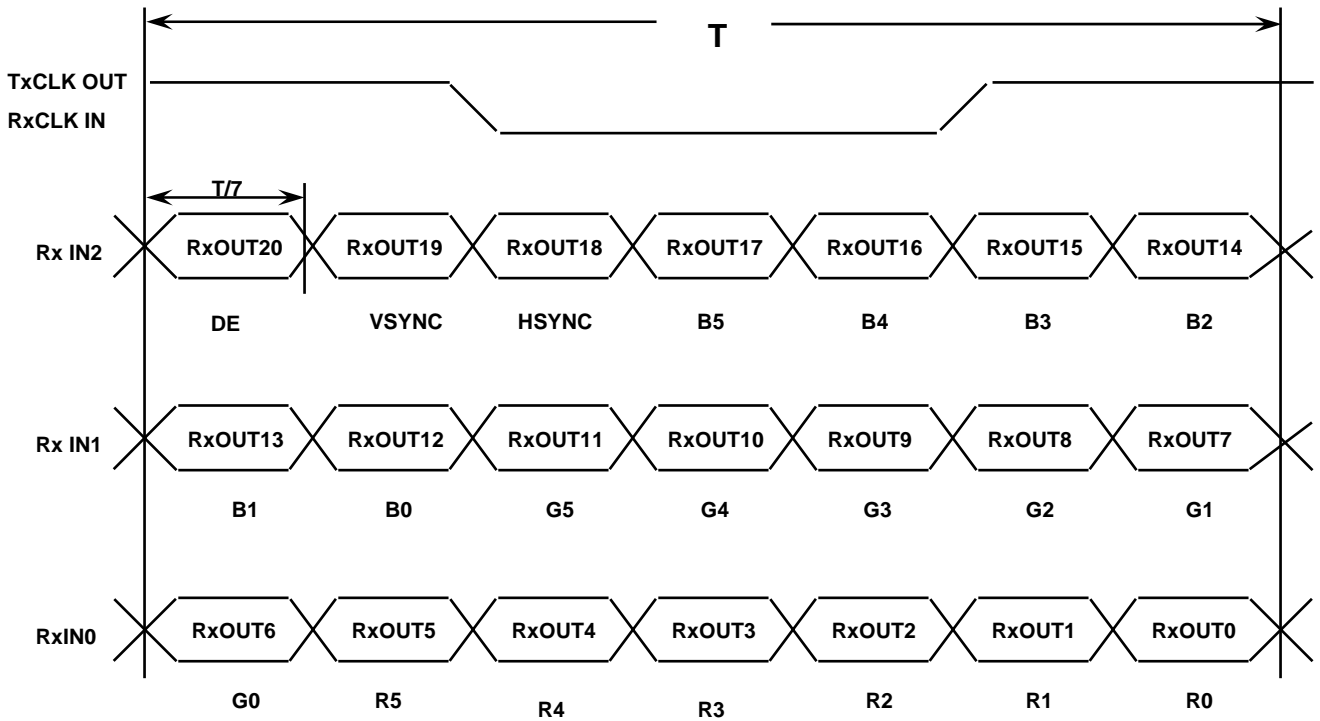 T
TxCLK OUT
RxCLK IN
T/7
Rx IN2 RxOUT20 RxOUT19 RxOUT18 RxOUT17 RxOUT16 RxOUT15 RxOUT14
DE VSYNC HSYNC B5 B4 B3 B2
Rx IN1 RxOUT13 RxOUT12 RxOUT11 RxOUT10 RxOUT9 RxOUT8 RxOUT7
B1 B0 G5 G4 G3 G2 G1
RxIN0 RxOUT6 RxOUT5 RxOUT4 RxOUT3 RxOUT2 RxOUT1 RxOUT0
G0 R5 R4 R3 R2 R1 R0